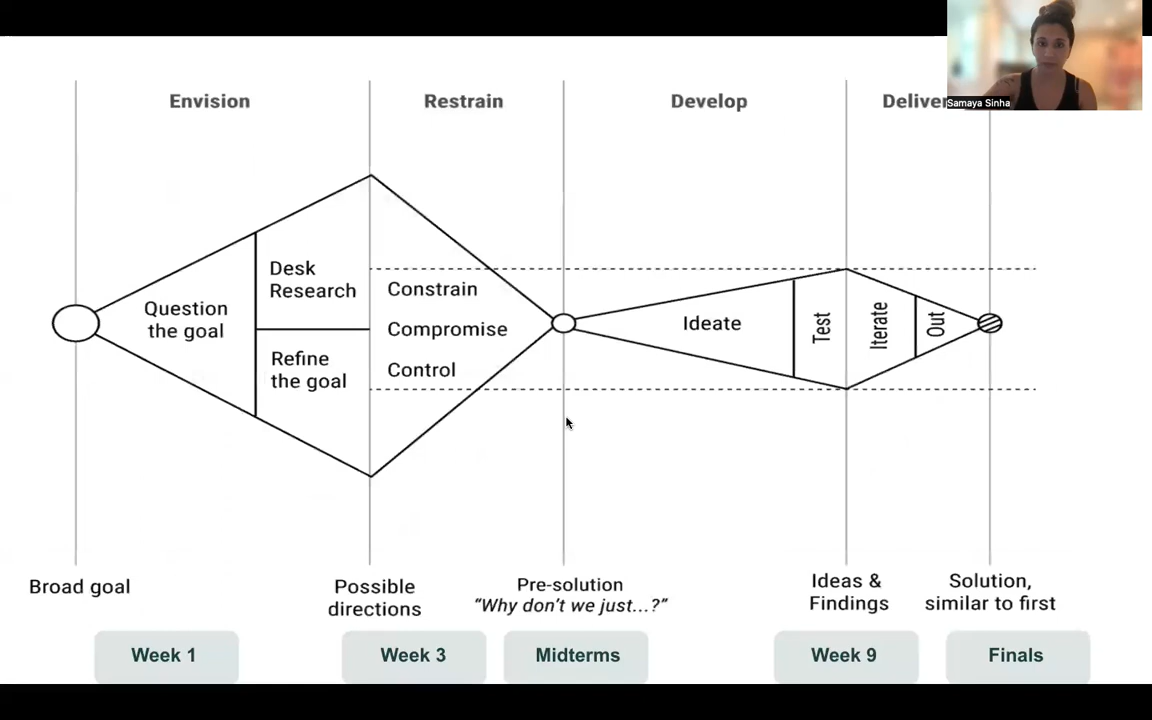 Envision
Restrain
Develop
Deliver
Samaya Sinha
Question
the goal
Desk
Research
Refine
the goal
Constrain
Compromise
Control
Ideate
Test
Iterate
Out
Broad goal
Possible
directions
Pre-solution
“Why don’t we just...?”
Ideas &
Findings
Solution,
similar to first
Week 1
Week 3
Midterms
Week 9
Finals